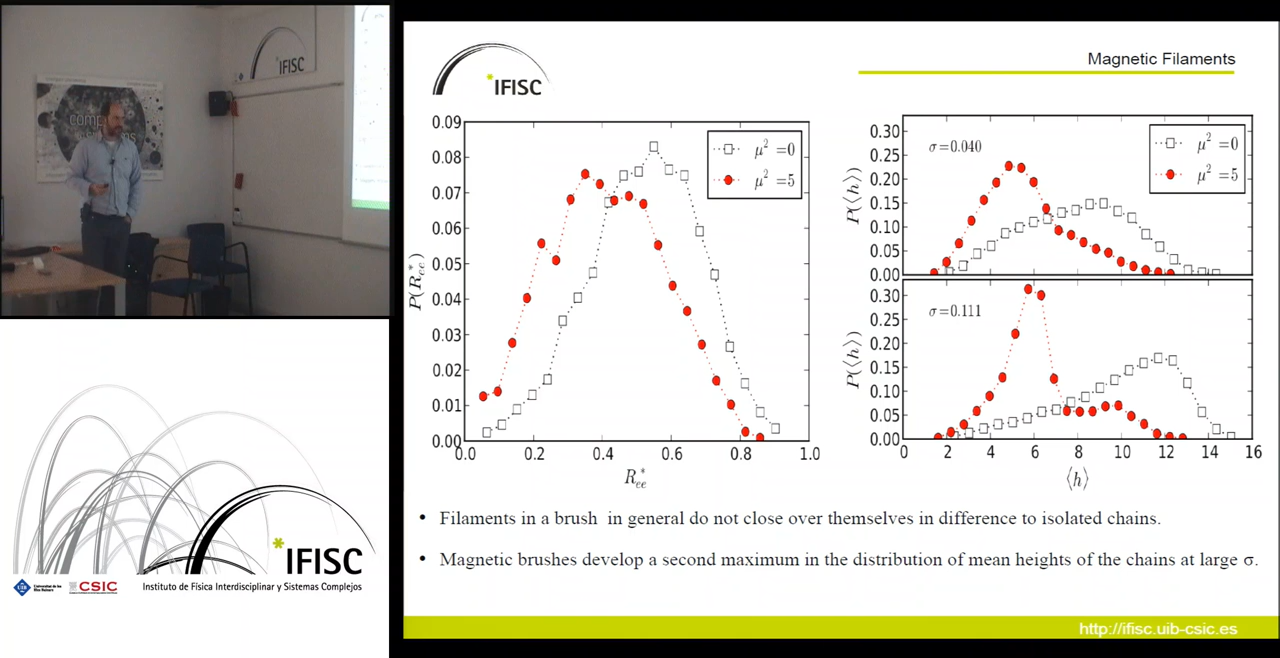 IFISC
IFISC
Magnetic Filaments
0.09
0.08
0.07
0.06
0.05
0.04
0.03
0.02
0.01
0.00
0.0 0.2 0.4 0.6 0.8 1.0
P(R*ee)
R*ee
μ² =0
μ² =5
σ=0.040
μ² =0
μ² =5
0.30
0.25
0.20
0.15
0.10
0.05
0.00
P(⟨h⟩)
σ=0.111
0.30
0.25
0.20
0.15
0.10
0.05
0.00
P(⟨h⟩)
0 2 4 6 8 10 12 14 16
⟨h⟩
• Filaments in a brush in general do not close over themselves in difference to isolated chains.
• Magnetic brushes develop a second maximum in the distribution of mean heights of the chains at large σ.
http://ifisc.uib-csic.es
IFISC
UIB
CSIC
Instituto de Física Interdisciplinar y Sistemas Complejos